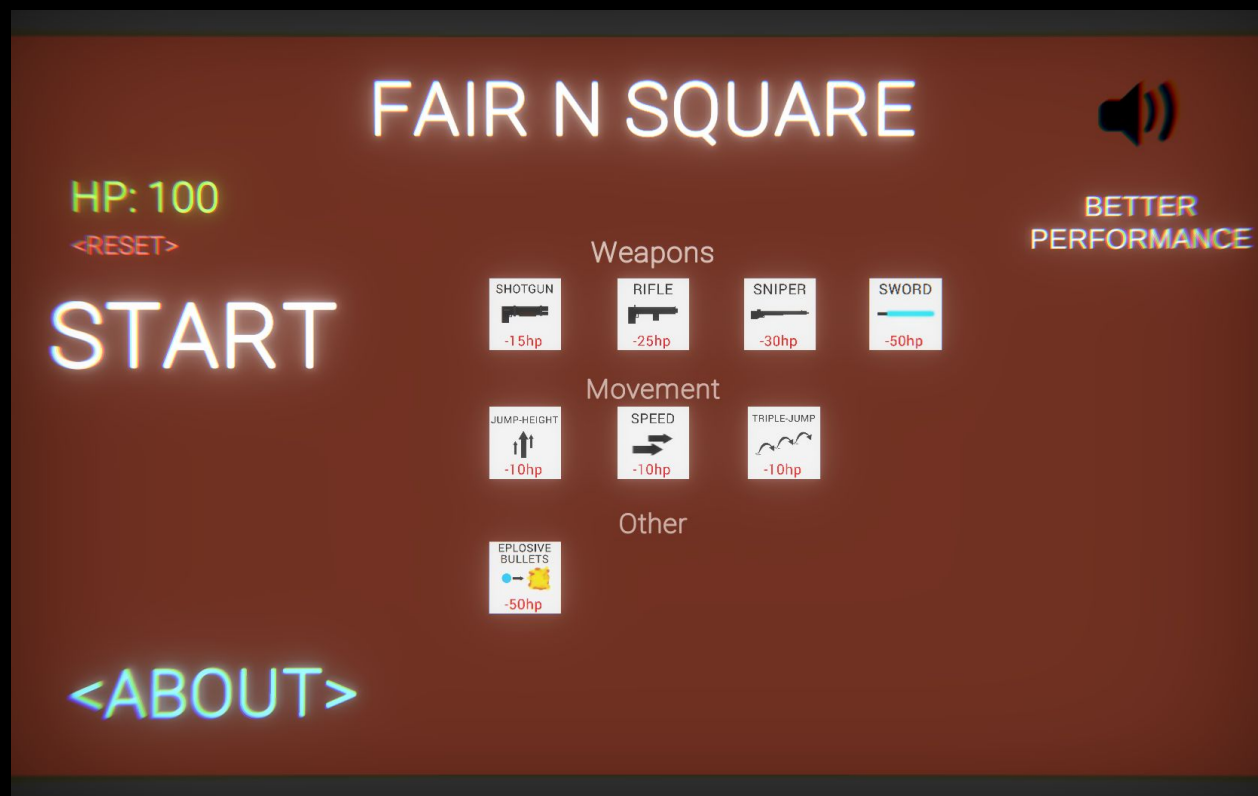 FAIR N SQUARE
HP: 100
<RESET>
START
BETTER
PERFORMANCE
Weapons
SHOTGUN
-15hp
RIFLE
-25hp
SNIPER
-30hp
SWORD
-50hp
Movement
JUMP-HEIGHT
-10hp
SPEED
-10hp
TRIPLE-JUMP
-10hp
Other
EPLOSIVE
BULLETS
-50hp
<ABOUT>